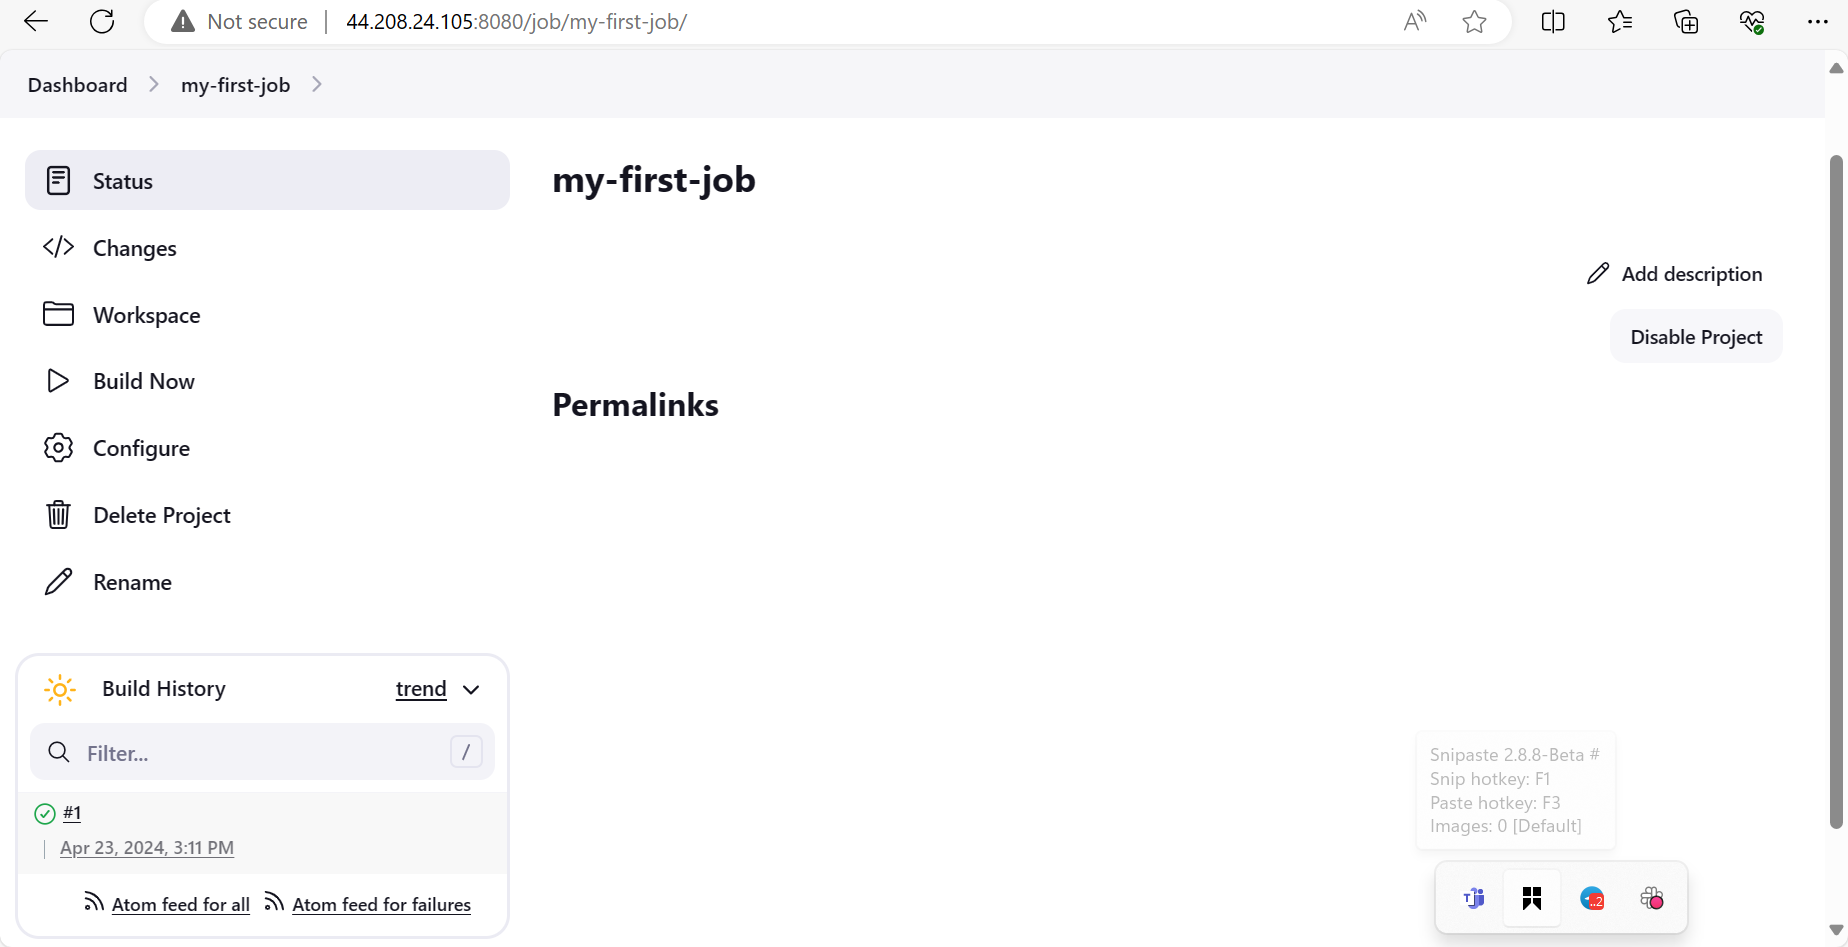 Not secure | 44.208.24.105:8080/job/my-first-job/
Dashboard > my-first-job >
Status
Changes
Workspace
Build Now
Configure
Delete Project
Rename
my-first-job
Add description
Disable Project
Permalinks
Build History
trend
Filter...
/
#1
Apr 23, 2024, 3:11 PM
Atom feed for all
Atom feed for failures
Snipaste 2.8.8-Beta #
Snip hotkey: F1
Paste hotkey: F3
Images: 0 [Default]
..2